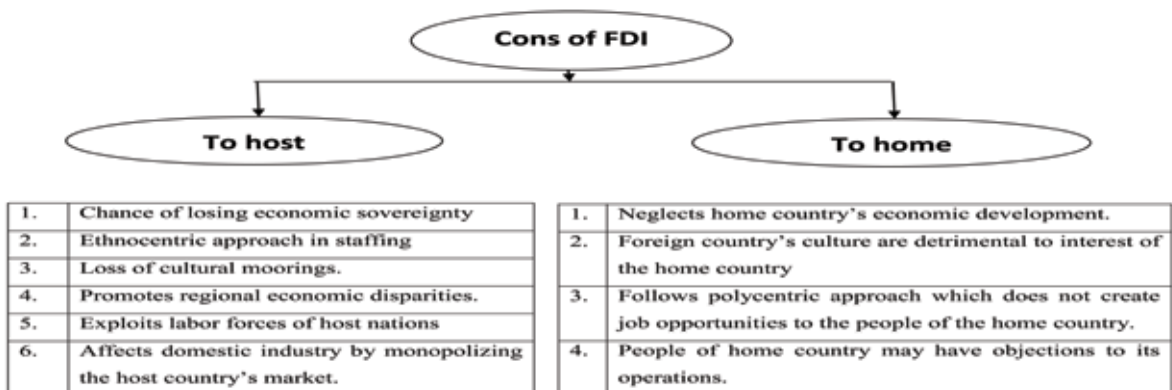 Cons of FDI
To host
To home
1. Chance of losing economic sovereignty
2. Ethnocentric approach in staffing
3. Loss of cultural moorings.
4. Promotes regional economic disparities.
5. Exploits labor forces of host nations
6. Affects domestic industry by monopolizing
the host country's market.
1. Neglects home country's economic development.
2. Foreign country's culture are detrimental to interest of
the home country
3. Follows polycentric approach which does not create
job opportunities to the people of the home country.
4. People of home country may have objections to its
operations.